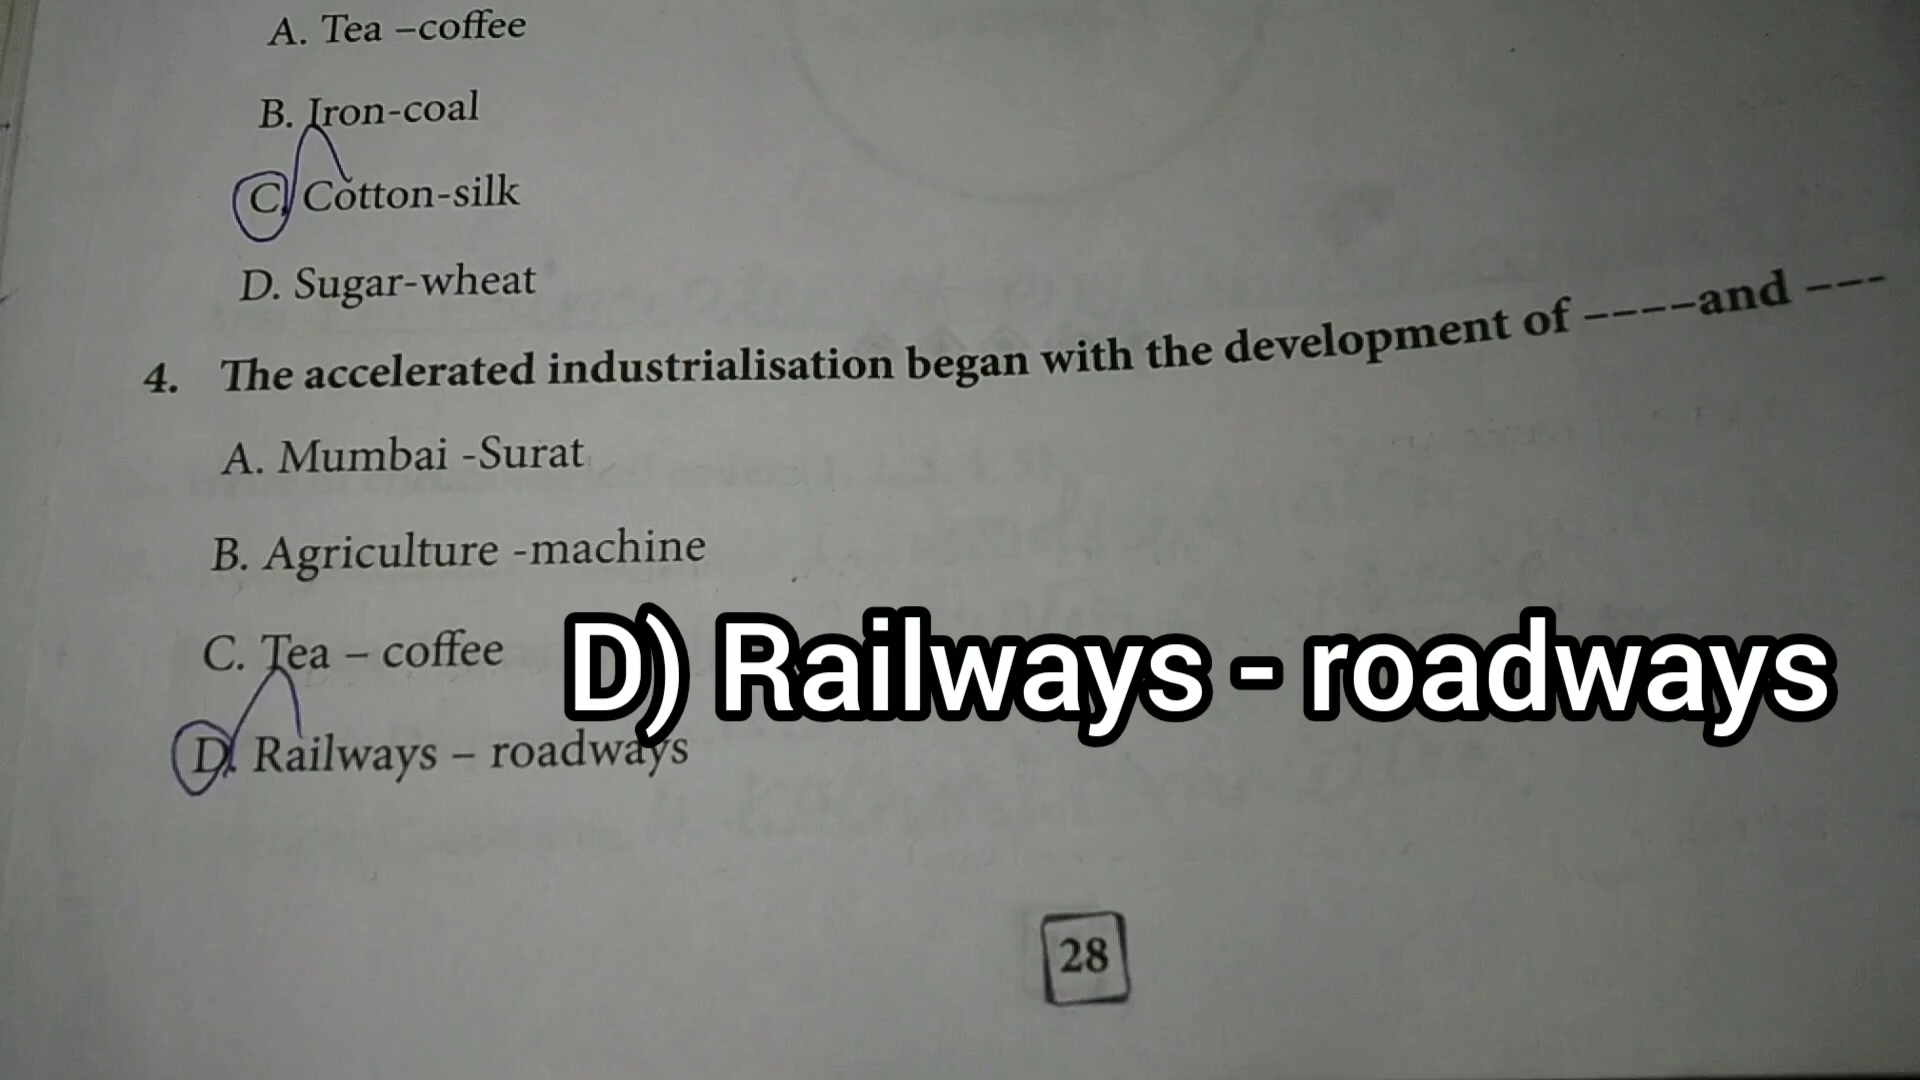 A. Tea –coffee
B. Iron-coal
C. Cotton-silk
D. Sugar-wheat
4. The accelerated industrialisation began with the development of ----and ---
A. Mumbai -Surat
B. Agriculture -machine
C. Tea – coffee
D) Railways - roadways
D. Railways – roadways
28